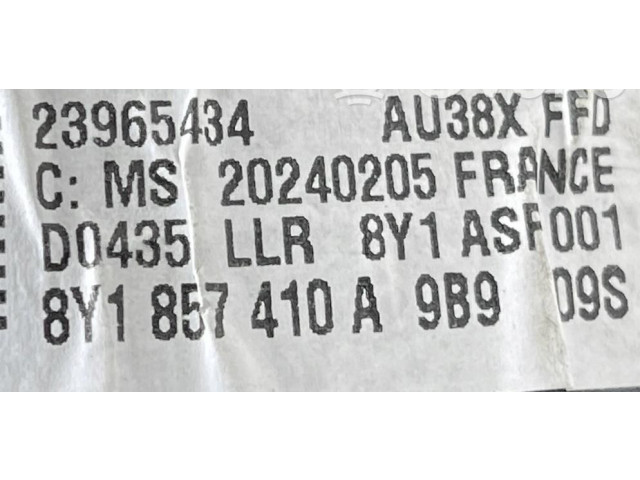 23965434 AU38X FFD
C: MS 20240205 FRANCE
D0435 LLR 8Y1 ASF001
8Y1 857 410 A 9B9 09S